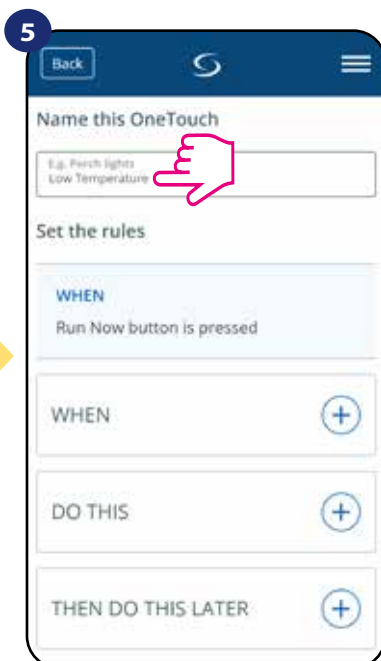 5
Back
Name this OneTouch
E.g. Porch lights
Low Temperature
Set the rules
WHEN
Run Now button is pressed
WHEN
DO THIS
THEN DO THIS LATER